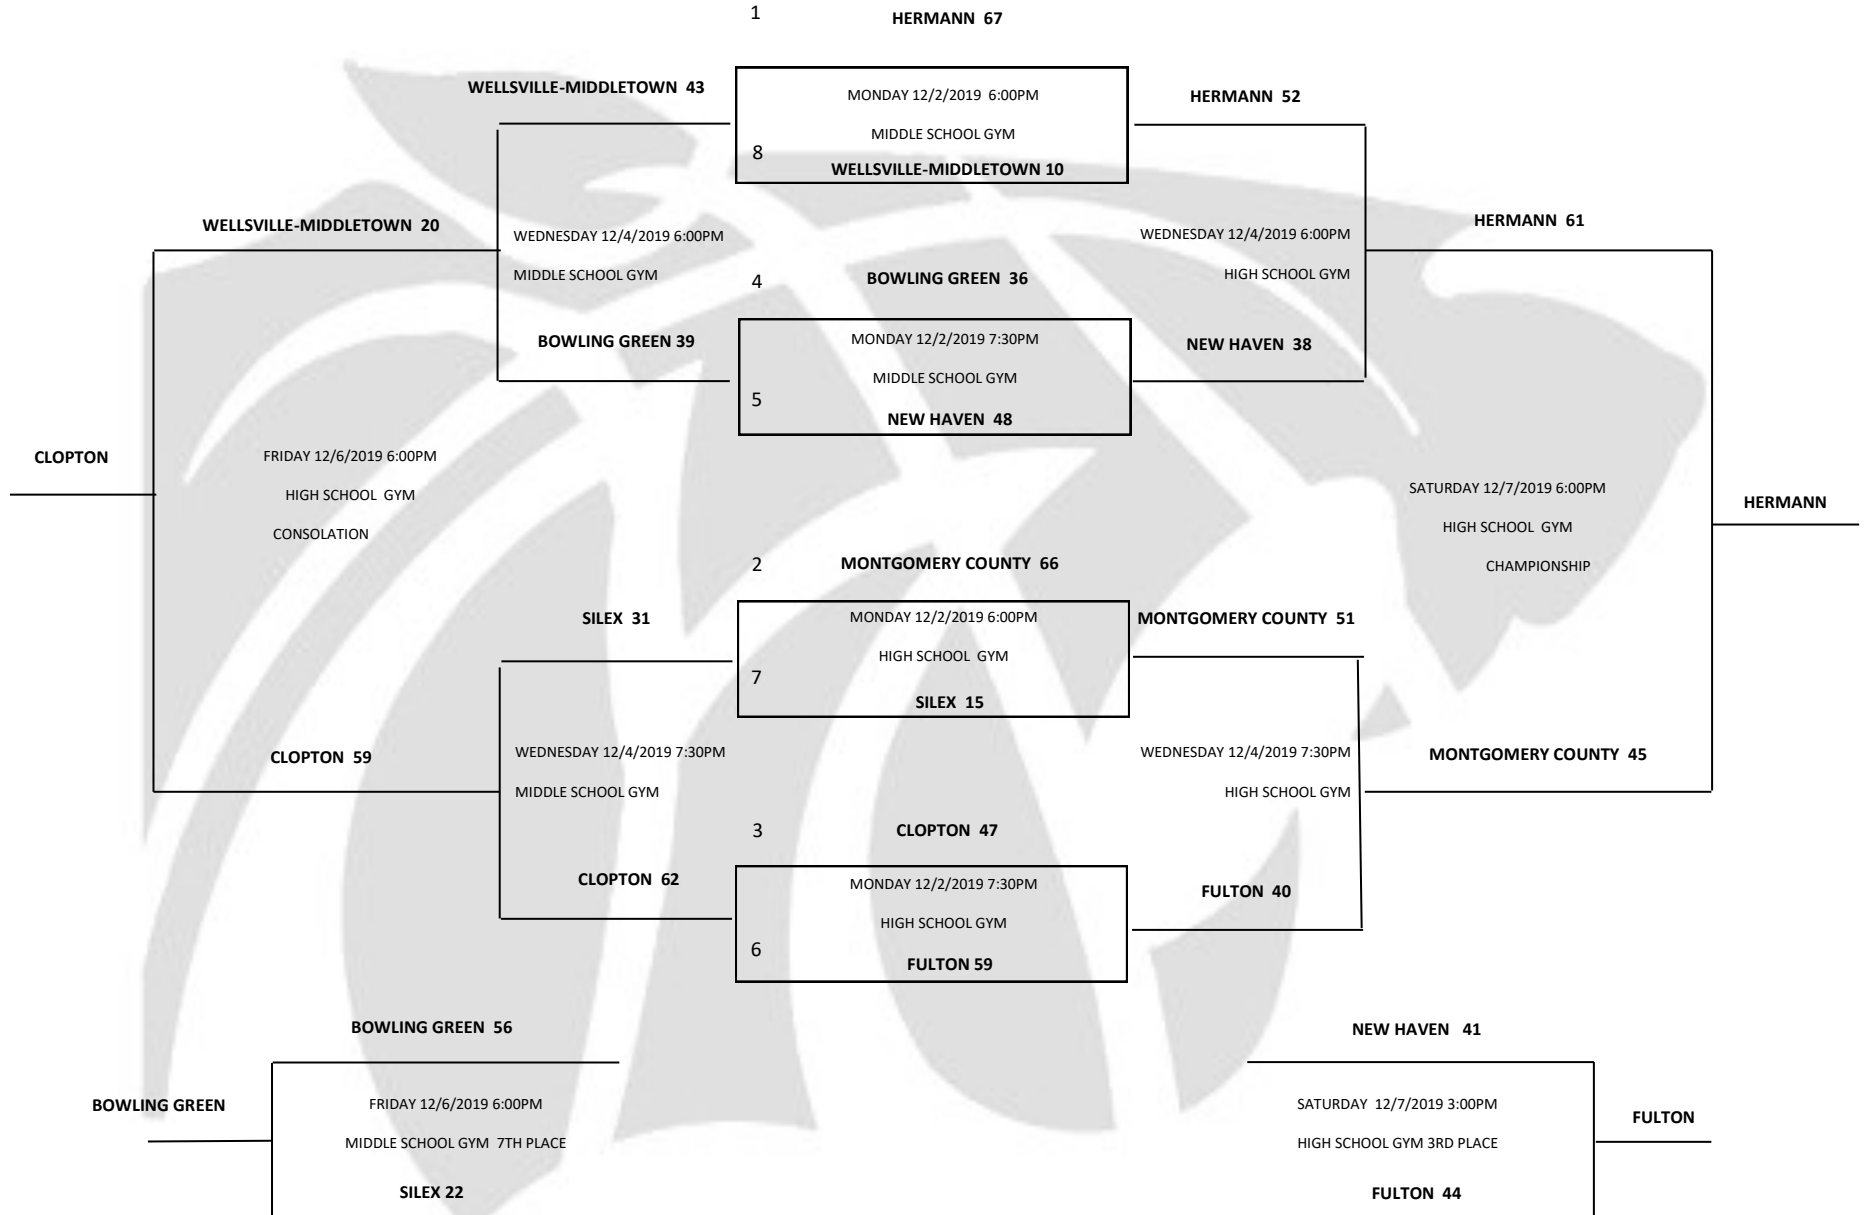 1
HERMANN 67
WELLSVILLE-MIDDLETOWN 43
MONDAY 12/2/2019 6:00PM
HERMANN 52
MIDDLE SCHOOL GYM
8
WELLSVILLE-MIDDLETOWN 10
WELLSVILLE-MIDDLETOWN 20
HERMANN 61
WEDNESDAY 12/4/2019 6:00PM
MIDDLE SCHOOL GYM
WEDNESDAY 12/4/2019 6:00PM
HIGH SCHOOL GYM
4
BOWLING GREEN 36
BOWLING GREEN 39
MONDAY 12/2/2019 7:30PM
NEW HAVEN 38
MIDDLE SCHOOL GYM
5
NEW HAVEN 48
CLOPTON
FRIDAY 12/6/2019 6:00PM
HIGH SCHOOL GYM
CONSOLATION
SATURDAY 12/7/2019 6:00PM
HIGH SCHOOL GYM
CHAMPIONSHIP
HERMANN
2
MONTGOMERY COUNTY 66
SILEX 31
MONDAY 12/2/2019 6:00PM
MONTGOMERY COUNTY 51
HIGH SCHOOL GYM
7
SILEX 15
CLOPTON 59
WEDNESDAY 12/4/2019 7:30PM
MIDDLE SCHOOL GYM
WEDNESDAY 12/4/2019 7:30PM
HIGH SCHOOL GYM
MONTGOMERY COUNTY 45
3
CLOPTON 47
CLOPTON 62
MONDAY 12/2/2019 7:30PM
FULTON 40
HIGH SCHOOL GYM
6
FULTON 59
BOWLING GREEN 56
NEW HAVEN 41
BOWLING GREEN
FRIDAY 12/6/2019 6:00PM
MIDDLE SCHOOL GYM 7TH PLACE
SILEX 22
SATURDAY 12/7/2019 3:00PM
HIGH SCHOOL GYM 3RD PLACE
FULTON
FULTON 44